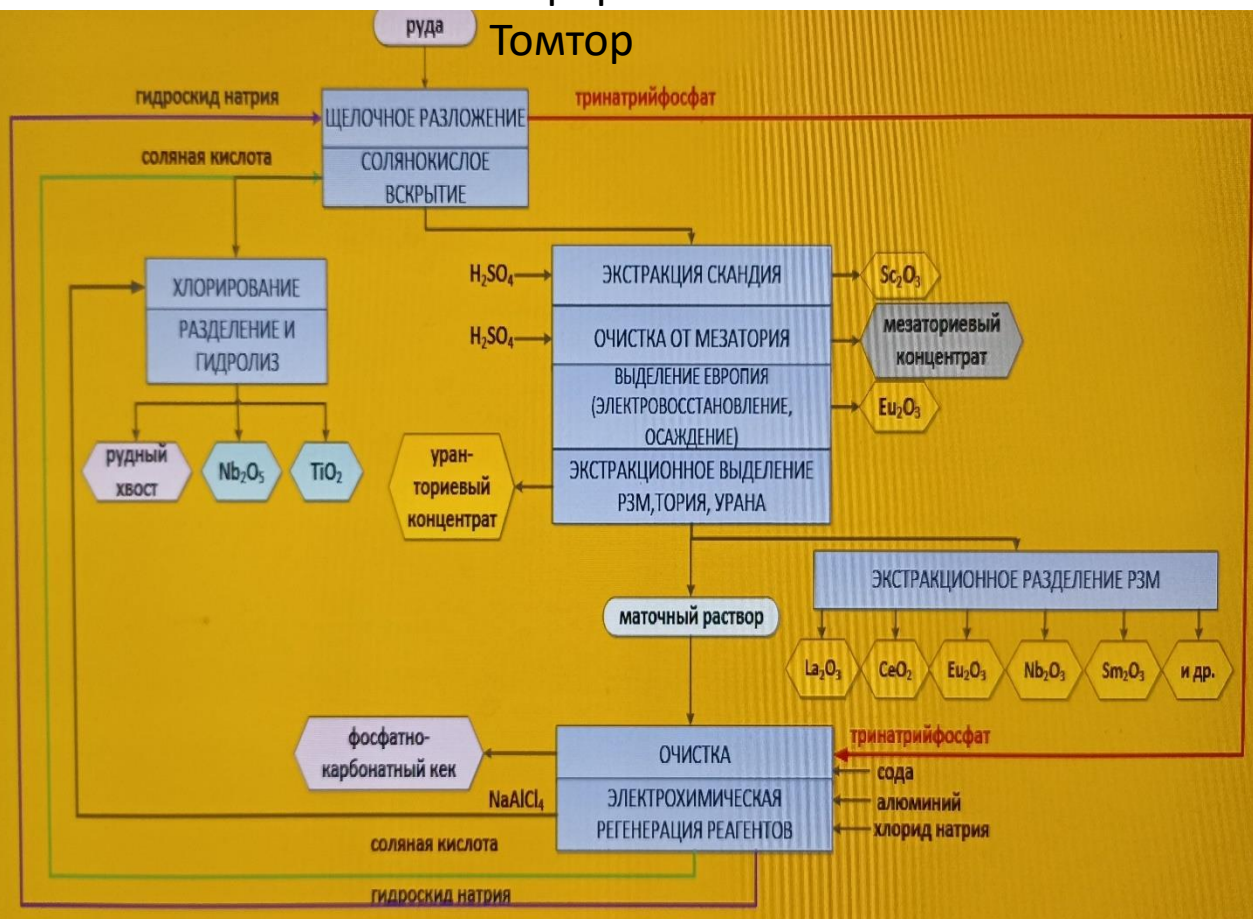 руда
Томтор
гидроскид натрия
тринатрийфосфат
ЩЕЛОЧНОЕ РАЗЛОЖЕНИЕ
соляная кислота
СОЛЯНОКИСЛОЕ
ВСКРЫТИЕ
H₂SO₄
ЭКСТРАКЦИЯ СКАНДИЯ
Sc₂O₃
ХЛОРИРОВАНИЕ
РАЗДЕЛЕНИЕ И
ГИДРОЛИЗ
H₂SO₄
ОЧИСТКА ОТ МЕЗАТОРИЯ
мезаториевый
концентрат
ВЫДЕЛЕНИЕ ЕВРОПИЯ
(ЭЛЕКТРОВОССТАНОВЛЕНИЕ,
ОСАЖДЕНИЕ)
Eu₂O₃
рудный
хвост
Nb₂O₅
TiO₂
уран-
ториевый
концентрат
ЭКСТРАКЦИОННОЕ ВЫДЕЛЕНИЕ
РЗМ,ТОРИЯ, УРАНА
ЭКСТРАКЦИОННОЕ РАЗДЕЛЕНИЕ РЗМ
маточный раствор
La₂O₃
CeO₂
Eu₂O₃
Nb₂O₃
Sm₂O₃
и др.
фосфатно-
карбонатный кек
ОЧИСТКА
тринатрийфосфат
сода
NaAlCl₄
ЭЛЕКТРОХИМИЧЕСКАЯ
РЕГЕНЕРАЦИЯ РЕАГЕНТОВ
алюминий
хлорид натрия
соляная кислота
гидроскид натрия